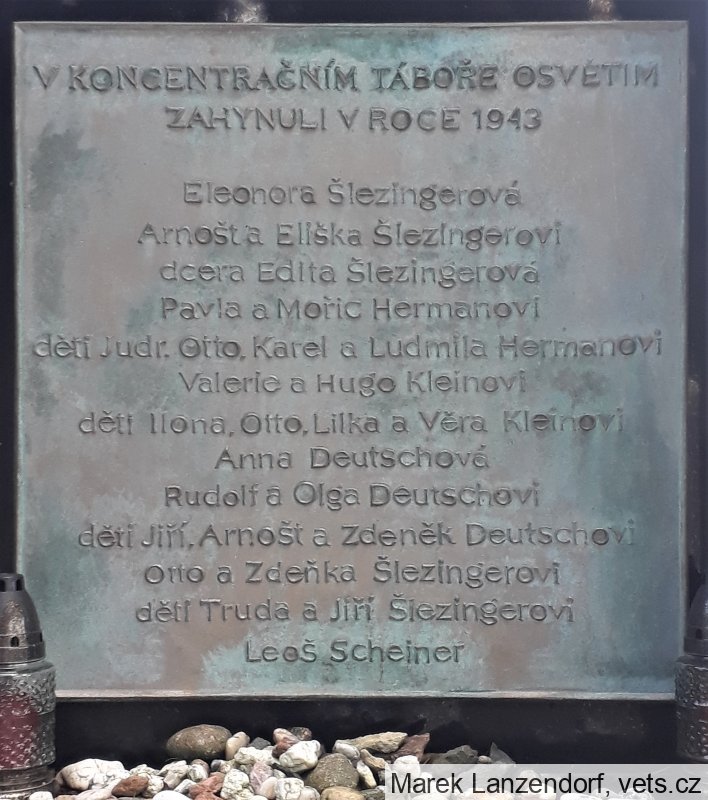 V KONCENTRAČNÍM TÁBOŘE OSVĚTIM
ZAHYNULI V ROCE 1943
Eleonora Šlezingerová
Arnošt a Eliška Šlezingerovi
dcera Edita Šlezingerová
Pavla a Mořic Hermanovi
děti Judr. Otto, Karel a Ludmila Hermanovi
Valerie a Hugo Kleinovi
děti Ilona, Otto, Lilka a Věra Kleinovi
Anna Deutschová
Rudolf a Olga Deutschovi
děti Jiří, Arnošt a Zdeněk Deutschovi
Otto a Zdeňka Šlezingerovi
děti Truda a Jiří Šlezingerovi
Leoš Scheiner
Marek Lanzendorf, vets.cz